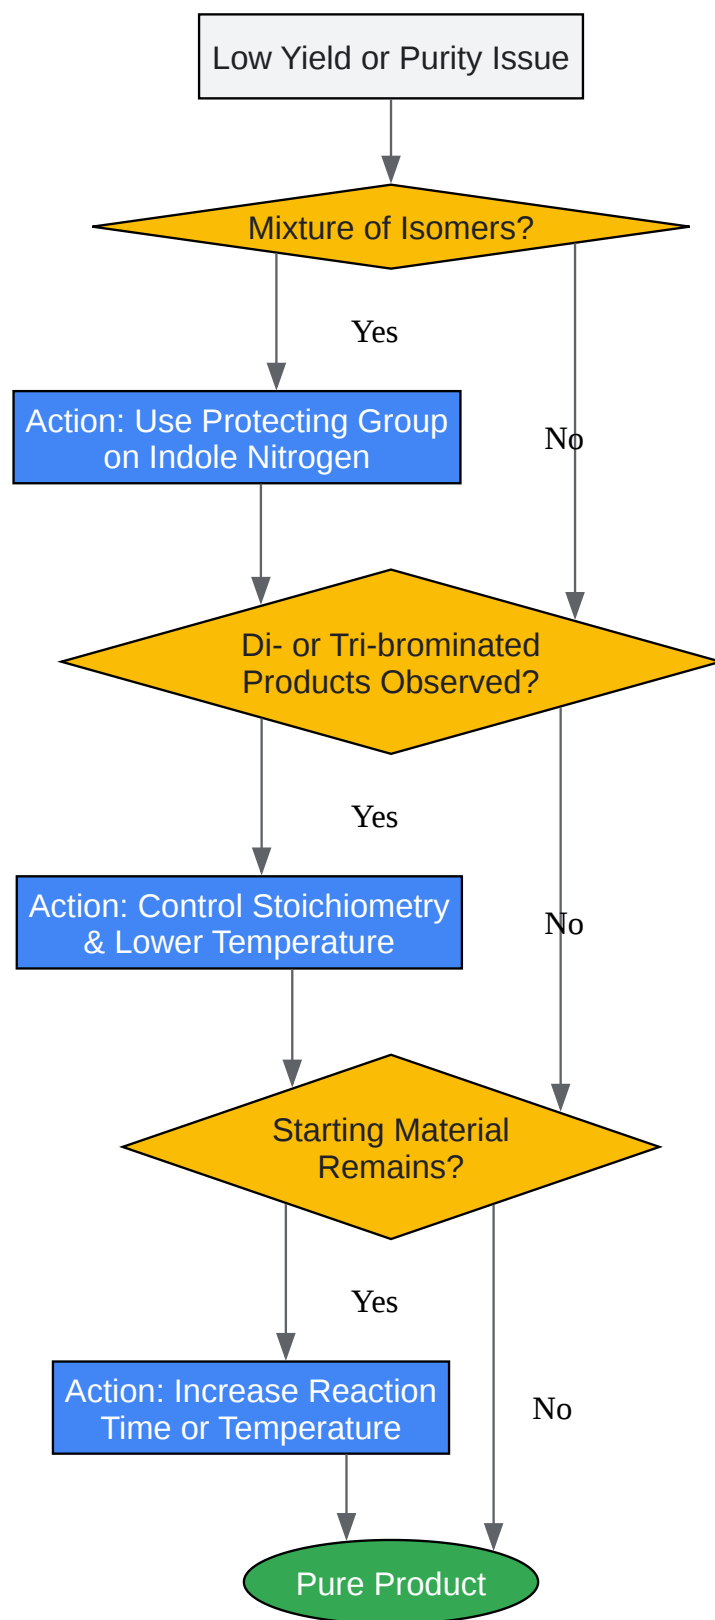 Low Yield or Purity Issue
Mixture of Isomers?
Yes
Action: Use Protecting Group
on Indole Nitrogen
No
Di- or Tri-brominated
Products Observed?
Yes
Action: Control Stoichiometry
& Lower Temperature
No
Starting Material
Remains?
Yes
Action: Increase Reaction
Time or Temperature
No
Pure Product